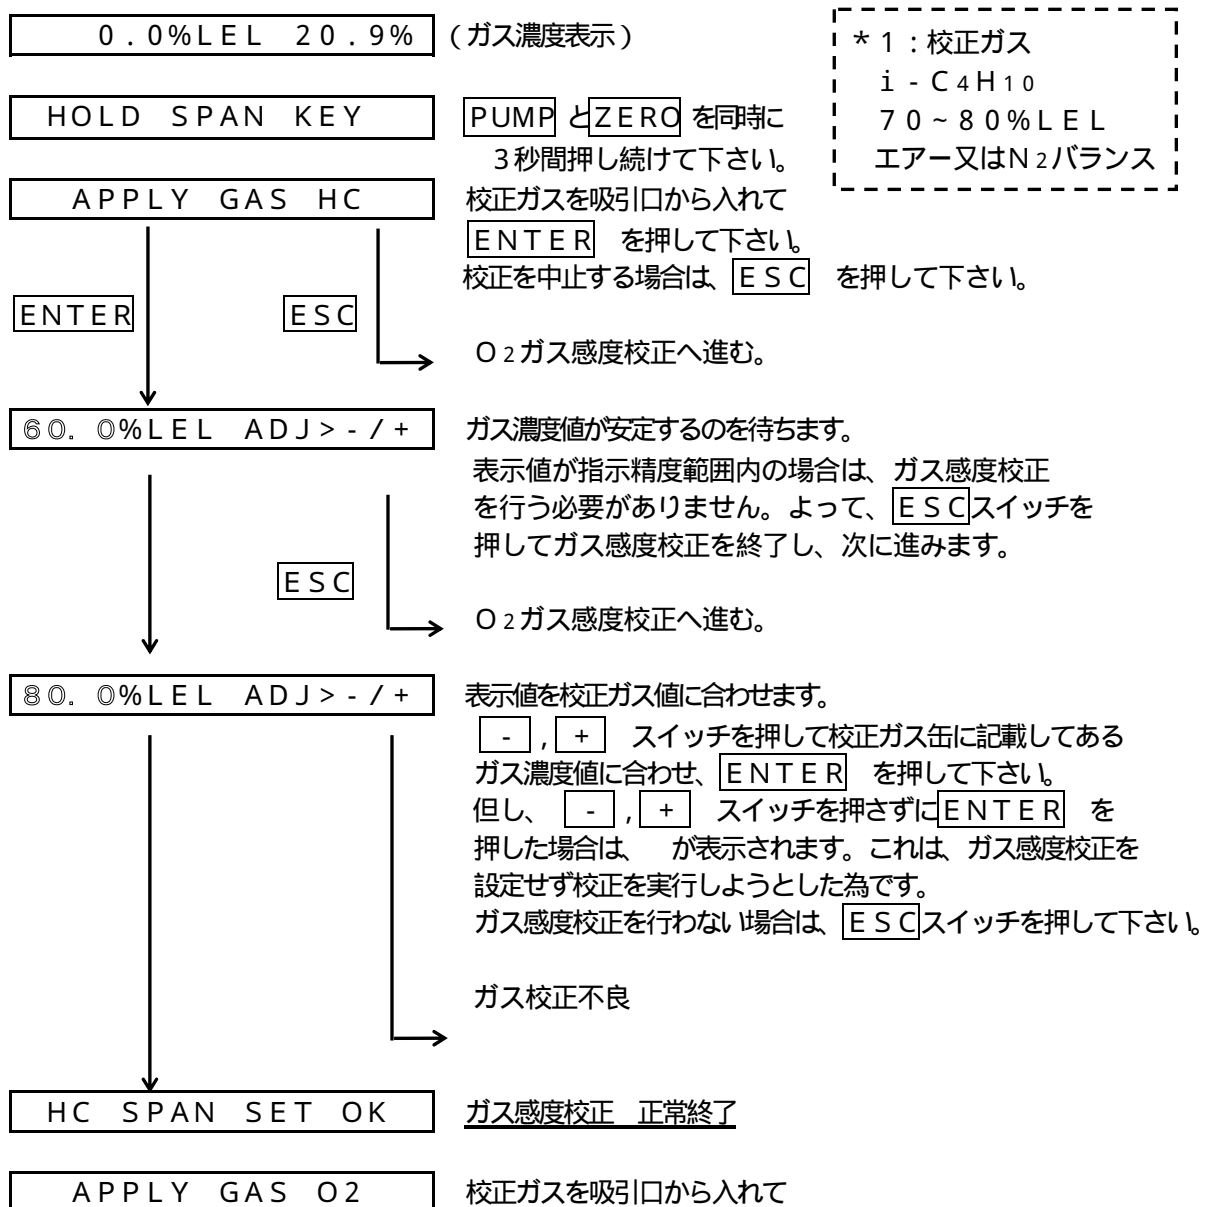 0.0%LEL 20.9% (ガス濃度表示)
*1:校正ガス
i-C4H10
70~80%LEL
エアー又はN2バランス
HOLD SPAN KEY
PUMP と ZERO を同時に
3秒間押し続けて下さい。
APPLY GAS HC
校正ガスを吸引口から入れて
ENTER を押して下さい。
校正を中止する場合は、ESC を押して下さい。
ENTER ESC
O2ガス感度校正へ進む。
60.0%LEL ADJ>-/+
ガス濃度値が安定するのを待ちます。
表示値が指示精度範囲内の場合は、ガス感度校正
を行う必要がありません。よって、ESCスイッチを
押してガス感度校正を終了し、次に進みます。
ESC
O2ガス感度校正へ進む。
80.0%LEL ADJ>-/+
表示値を校正ガス値に合わせます。
-,+ スイッチを押して校正ガス缶に記載してある
ガス濃度値に合わせ、ENTER を押して下さい。
但し、-,+ スイッチを押さずにENTER を
押した場合は、 が表示されます。これは、ガス感度校正を
設定せず校正を実行しようとした為です。
ガス感度校正を行わない場合は、ESCスイッチを押して下さい。
ガス校正不良
HC SPAN SET OK ガス感度校正 正常終了
APPLY GAS O2 校正ガスを吸引口から入れて